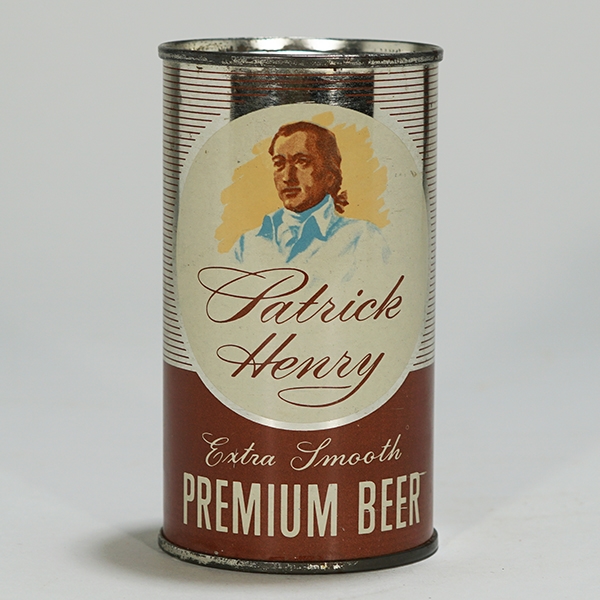 Patrick
Henry
Extra Smooth
PREMIUM BEER